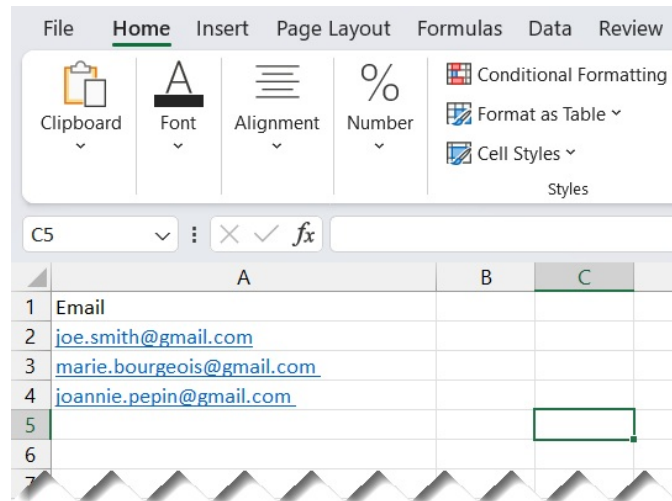 File Home Insert Page Layout Formulas Data Review
Conditional Formatting
Format as Table
Cell Styles
Clipboard Font Alignment Number
Styles
C5 fx
A B C
1 Email
2 joe.smith@gmail.com
3 marie.bourgeois@gmail.com
4 joannie.pepin@gmail.com
5
6
7